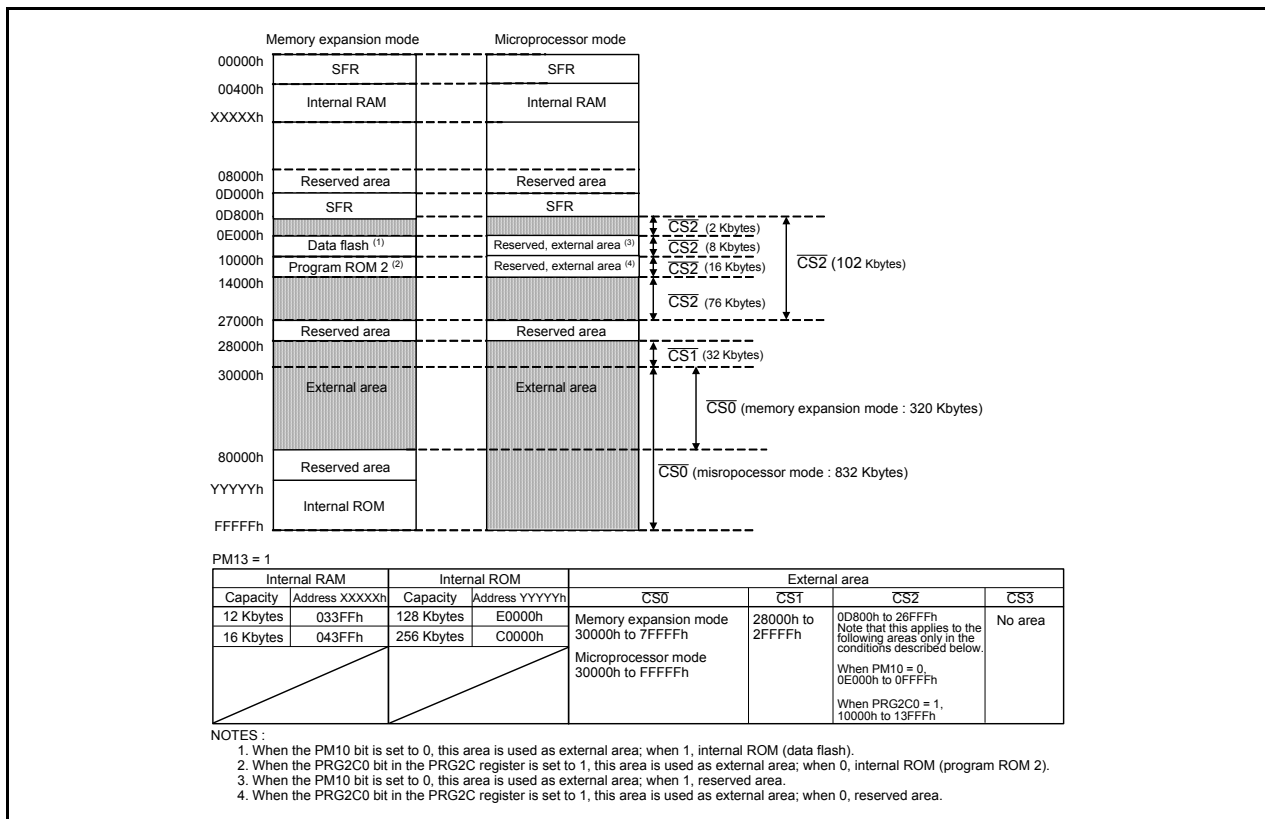 Memory expansion mode
Microprocessor mode
00000h
SFR
SFR
00400h
Internal RAM
Internal RAM
XXXXXh
08000h
Reserved area
Reserved area
0D000h
SFR
SFR
0D800h
CS2 (2 Kbytes)
0E000h
Data flash (1)
Reserved, external area (3)
CS2 (8 Kbytes)
10000h
Program ROM 2 (2)
Reserved, external area (4)
CS2 (16 Kbytes)
CS2 (102 Kbytes)
14000h
CS2 (76 Kbytes)
27000h
Reserved area
Reserved area
28000h
CS1 (32 Kbytes)
30000h
External area
External area
CS0 (memory expansion mode : 320 Kbytes)
80000h
Reserved area
CS0 (misropocessor mode : 832 Kbytes)
YYYYYh
Internal ROM
FFFFFh
PM13 = 1
Internal RAM
Internal ROM
External area
Capacity
Address XXXXXh
Capacity
Address YYYYYh
CS0
CS1
CS2
CS3
12 Kbytes
033FFh
128 Kbytes
E0000h
16 Kbytes
043FFh
256 Kbytes
C0000h
Memory expansion mode
30000h to 7FFFFh
Microprocessor mode
30000h to FFFFFh
28000h to
2FFFFh
0D800h to 26FFFh
Note that this applies to the
following areas only in the
conditions described below.
When PM10 = 0,
0E000h to 0FFFFh
When PRG2C0 = 1,
10000h to 13FFFh
No area
NOTES :
1. When the PM10 bit is set to 0, this area is used as external area; when 1, internal ROM (data flash).
2. When the PRG2C0 bit in the PRG2C register is set to 1, this area is used as external area; when 0, internal ROM (program ROM 2).
3. When the PM10 bit is set to 0, this area is used as external area; when 1, reserved area.
4. When the PRG2C0 bit in the PRG2C register is set to 1, this area is used as external area; when 0, reserved area.